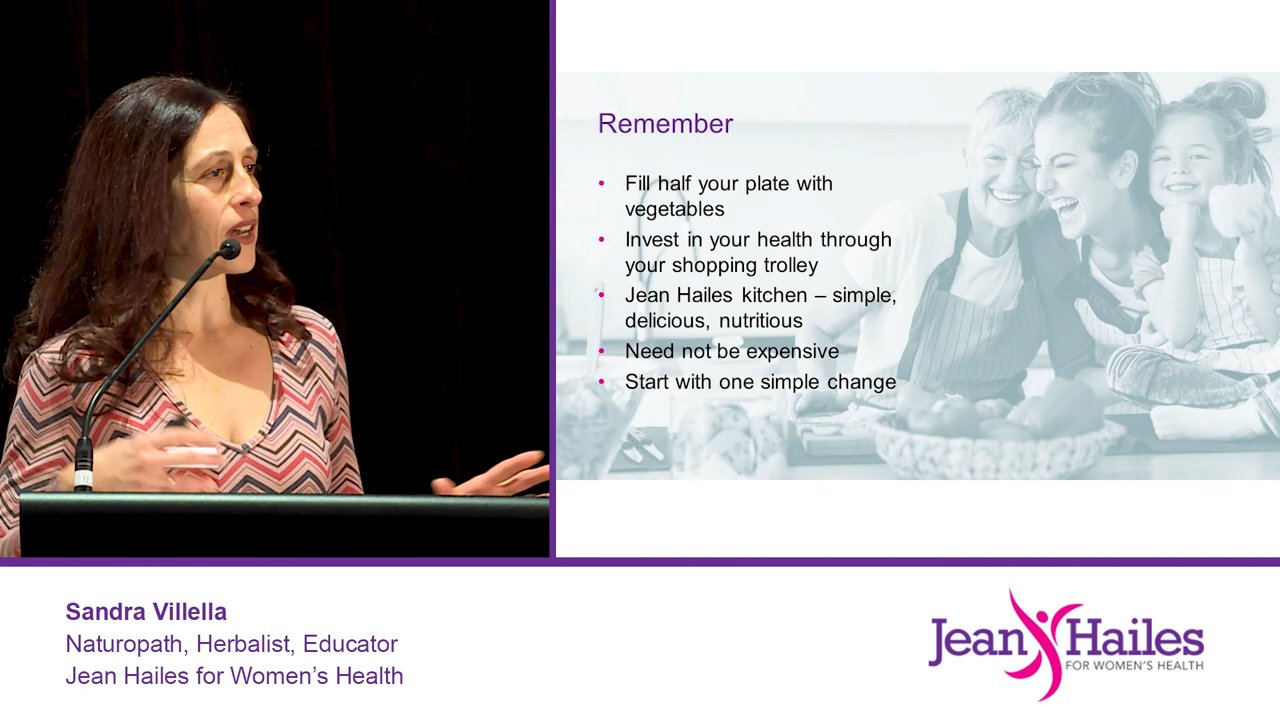 Remember
• Fill half your plate with
vegetables
• Invest in your health through
your shopping trolley
• Jean Hailes kitchen – simple,
delicious, nutritious
• Need not be expensive
• Start with one simple change
Sandra Villella
Naturopath, Herbalist, Educator
Jean Hailes for Women’s Health
Jean Hailes
FOR WOMEN'S HEALTH